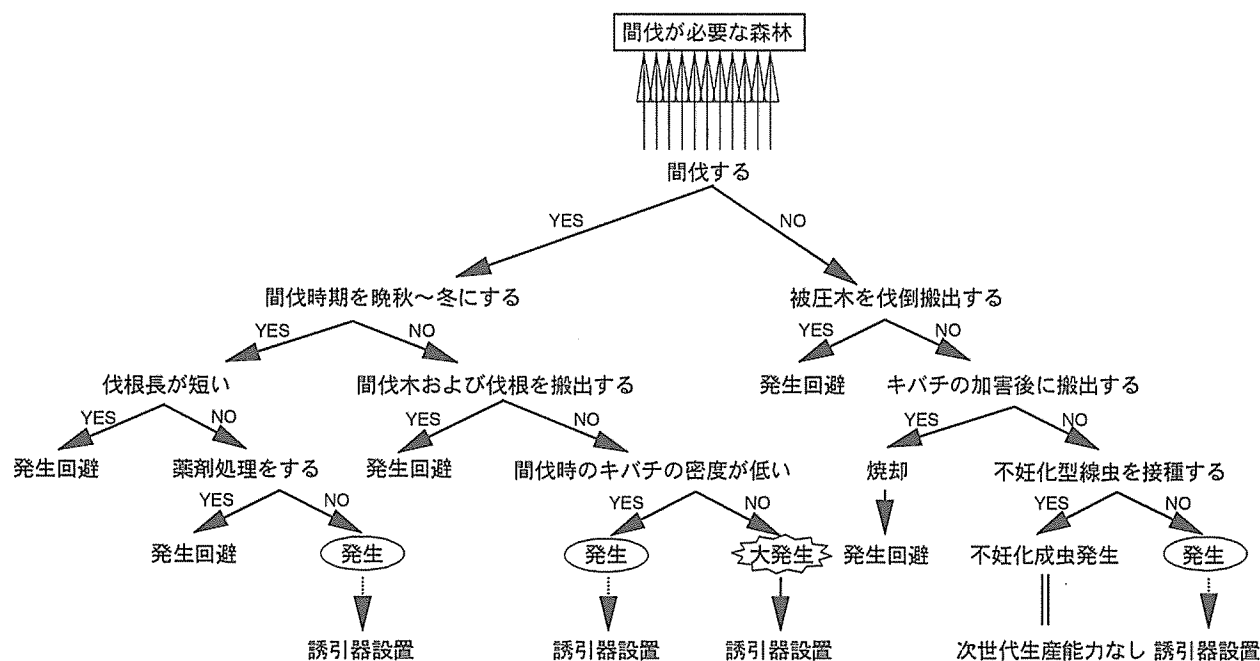 間伐が必要な森林
間伐する
YES NO
間伐時期を晩秋～冬にする 被圧木を伐倒搬出する
YES NO YES NO
伐根長が短い 間伐木および伐根を搬出する 発生回避 キバチの加害後に搬出する
YES NO YES NO YES NO
発生回避 薬剤処理をする 発生回避 間伐時のキバチの密度が低い 焼却 不妊化型線虫を接種する
YES NO YES NO YES NO
発生回避 発生 発生 大発生 発生回避 不妊化成虫発生 発生
誘引器設置 誘引器設置 誘引器設置 次世代生産能力なし 誘引器設置